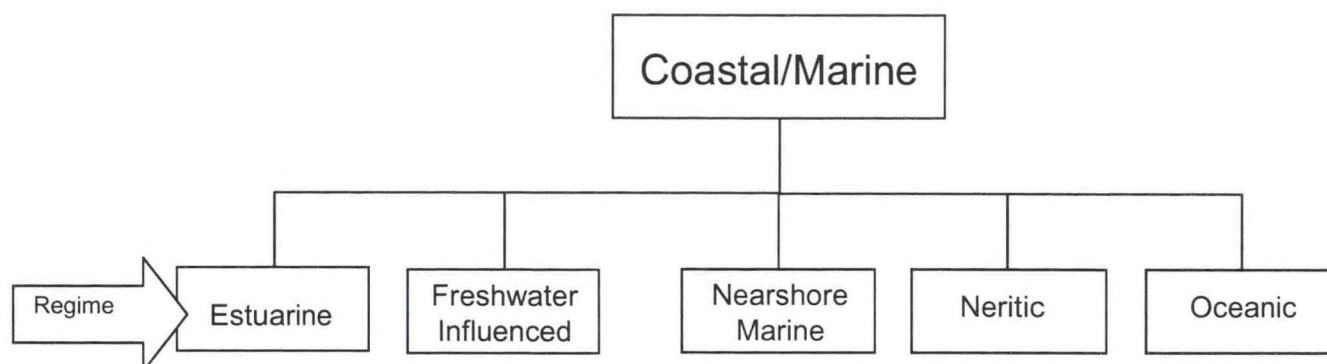 Coastal/Marine
Regime
Estuarine
Freshwater
Influenced
Nearshore
Marine
Neritic
Oceanic